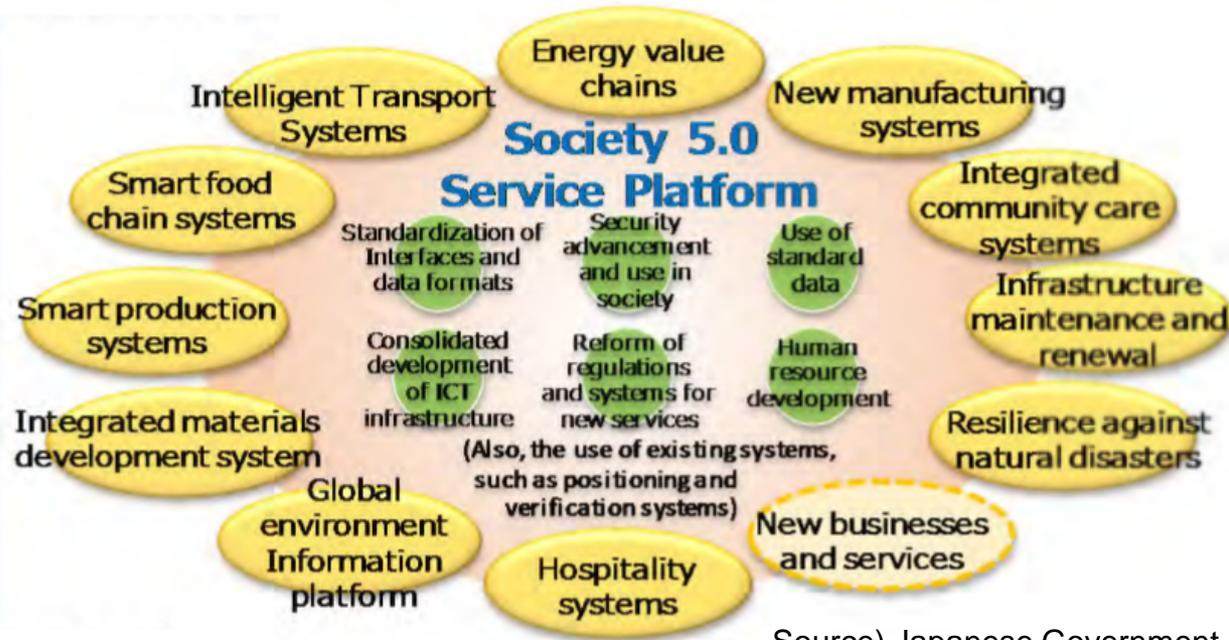 Energy value
chains
Intelligent Transport
Systems
New manufacturing
systems
Society 5.0
Service Platform
Smart food
chain systems
Integrated
community care
systems
Standardization of
Interfaces and
data formats
Security
advancement
and use in
society
Use of
standard
data
Smart production
systems
Infrastructure
maintenance and
renewal
Consolidated
development
of ICT
infrastructure
Reform of
regulations
and systems for
new services
Human
resource
development
Integrated materials
development system
Resilience against
natural disasters
(Also, the use of existing systems,
such as positioning and
verification systems)
Global
environment
Information
platform
New businesses
and services
Hospitality
systems
Source) Japanese Government